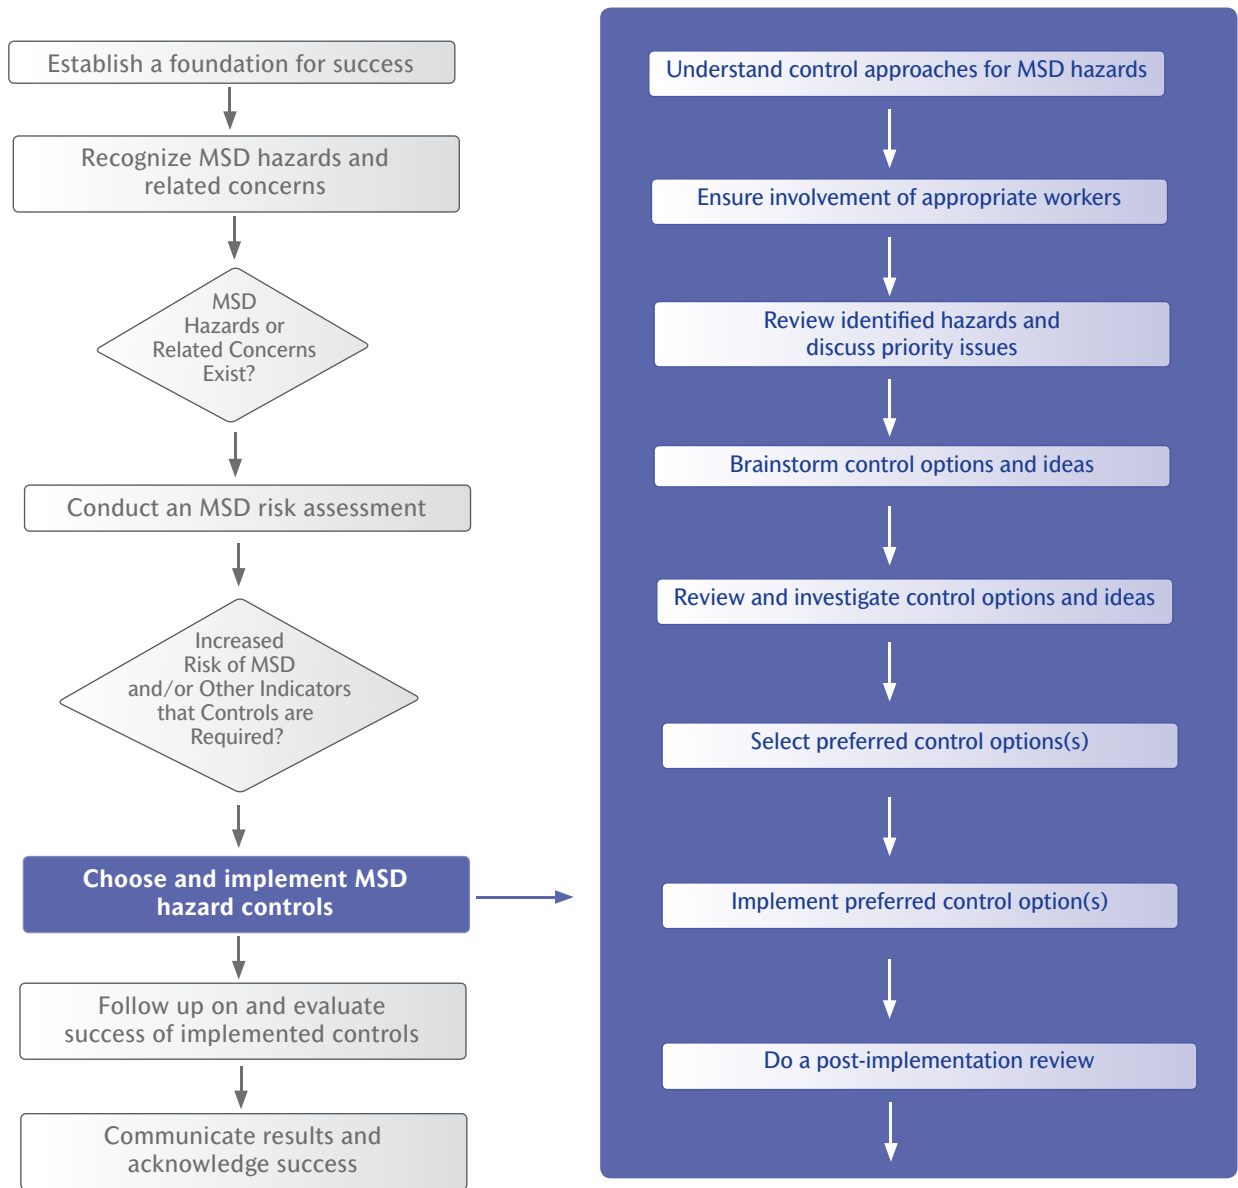 Establish a foundation for success
Recognize MSD hazards and
related concerns
MSD
Hazards or
Related Concerns
Exist?
Conduct an MSD risk assessment
Increased
Risk of MSD
and/or Other Indicators
that Controls are
Required?
Choose and implement MSD
hazard controls
Follow up on and evaluate
success of implemented controls
Communicate results and
acknowledge success
Understand control approaches for MSD hazards
Ensure involvement of appropriate workers
Review identified hazards and
discuss priority issues
Brainstorm control options and ideas
Review and investigate control options and ideas
Select preferred control options(s)
Implement preferred control option(s)
Do a post-implementation review